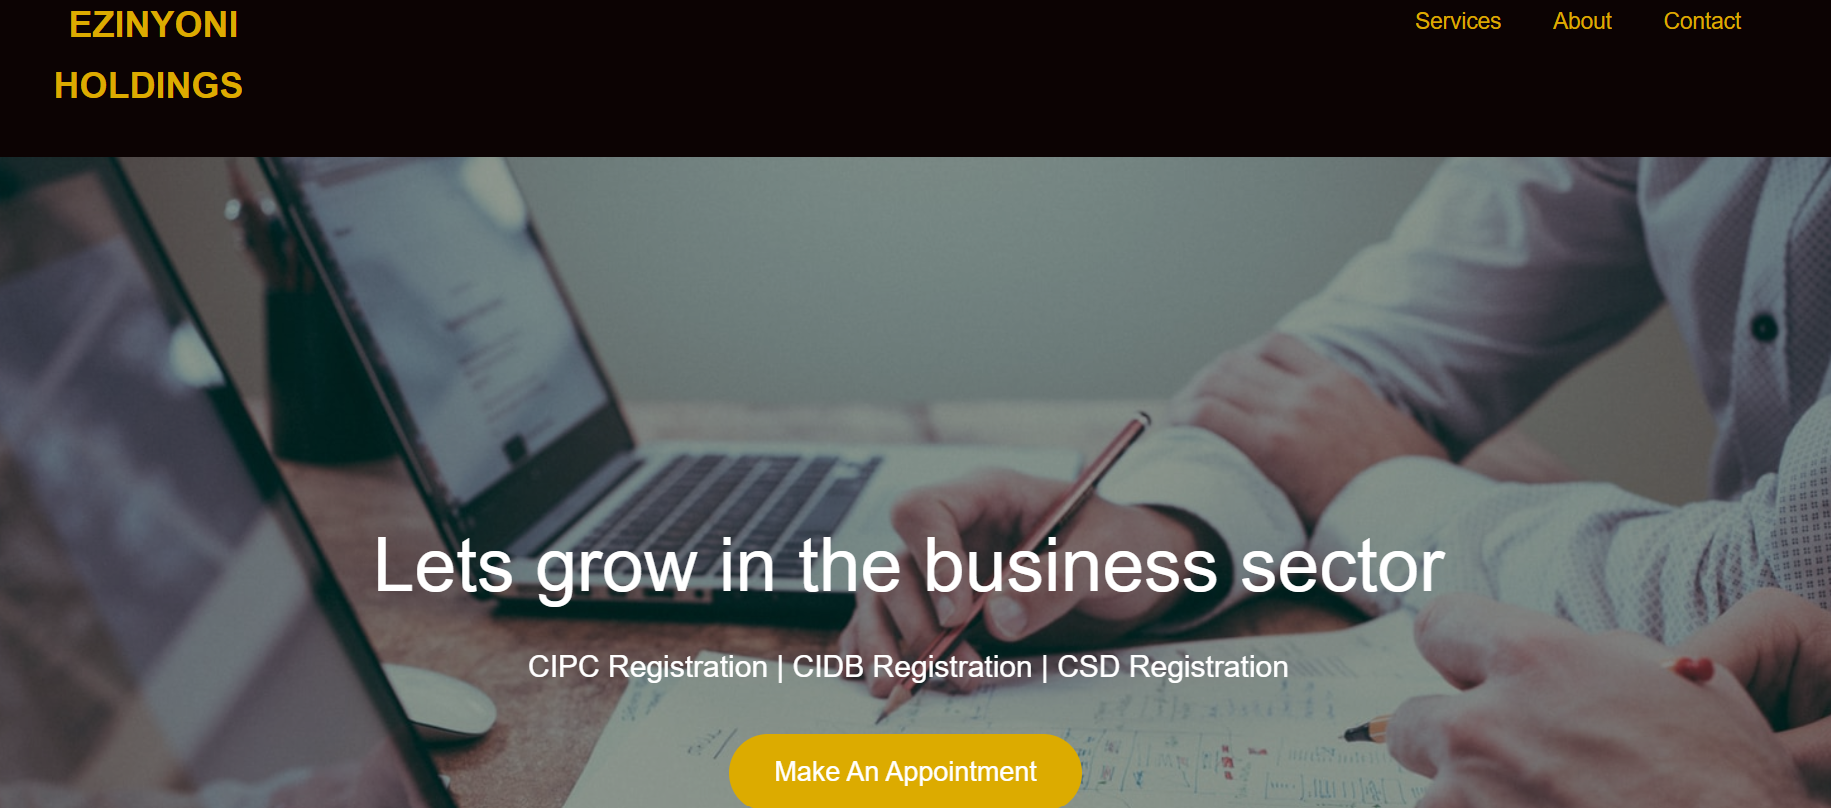 EZINYONI
HOLDINGS
Services About Contact
Lets grow in the business sector
CIPC Registration | CIDB Registration | CSD Registration
Make An Appointment